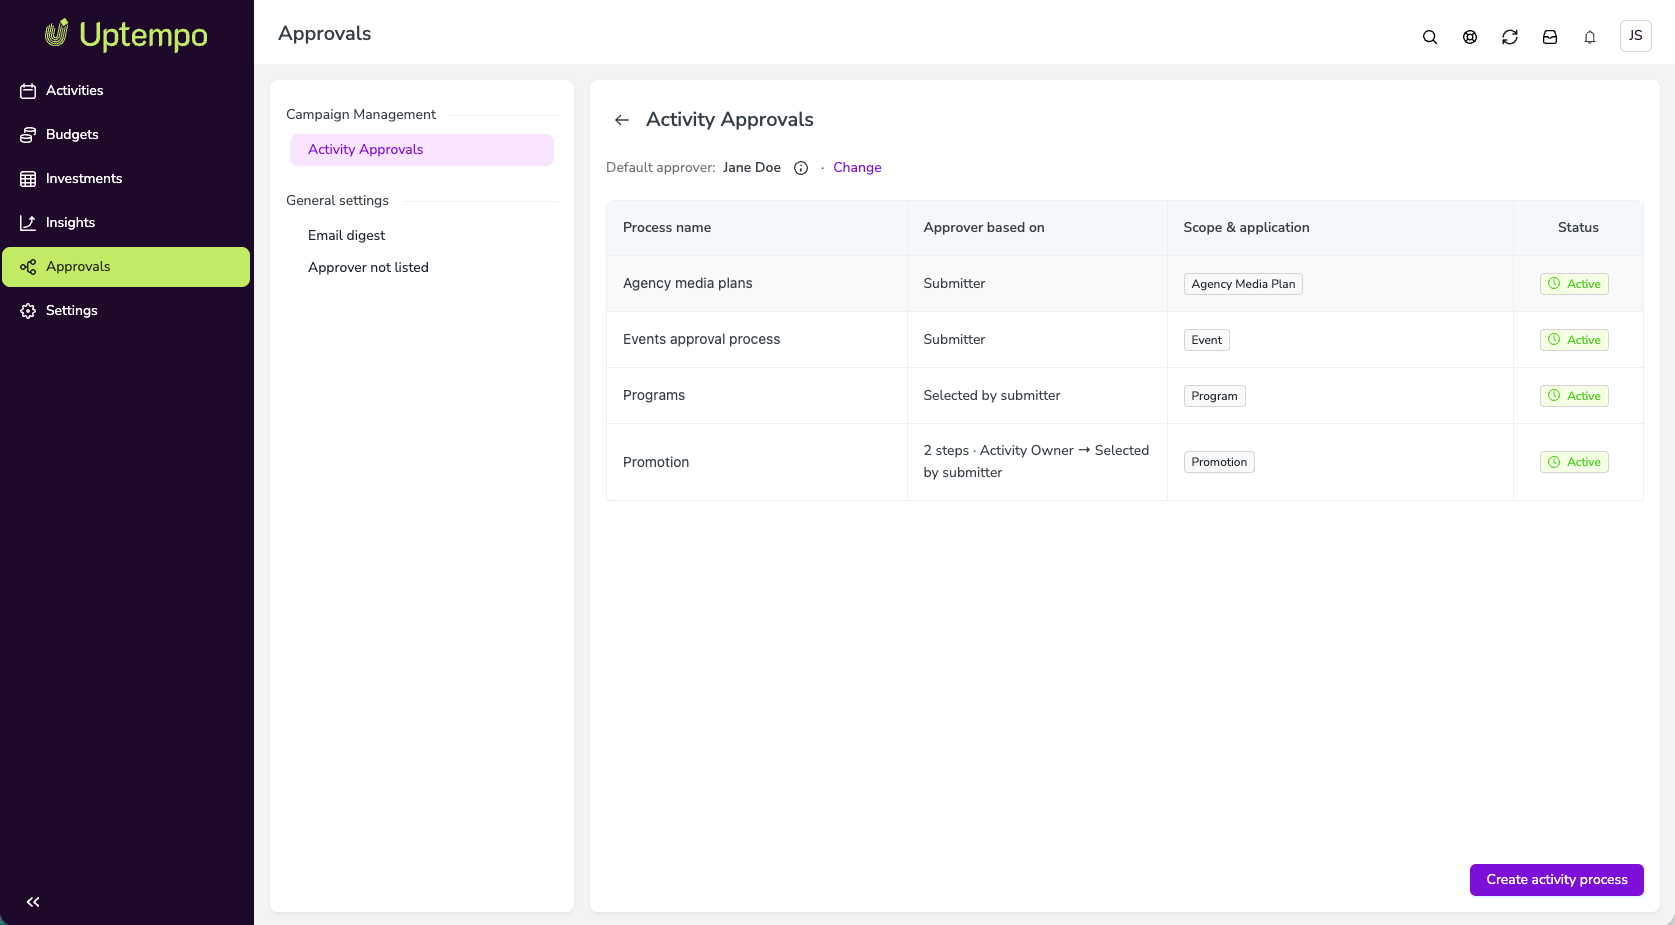 Uptempo
Activities
Budgets
Investments
Insights
Approvals
Settings
Approvals
JS
Campaign Management
Activity Approvals
General settings
Email digest
Approver not listed
Activity Approvals
Default approver: Jane Doe · Change
Process name Approver based on Scope & application Status
Agency media plans Submitter Agency Media Plan Active
Events approval process Submitter Event Active
Programs Selected by submitter Program Active
Promotion 2 steps · Activity Owner → Selected
by submitter Promotion Active
Create activity process